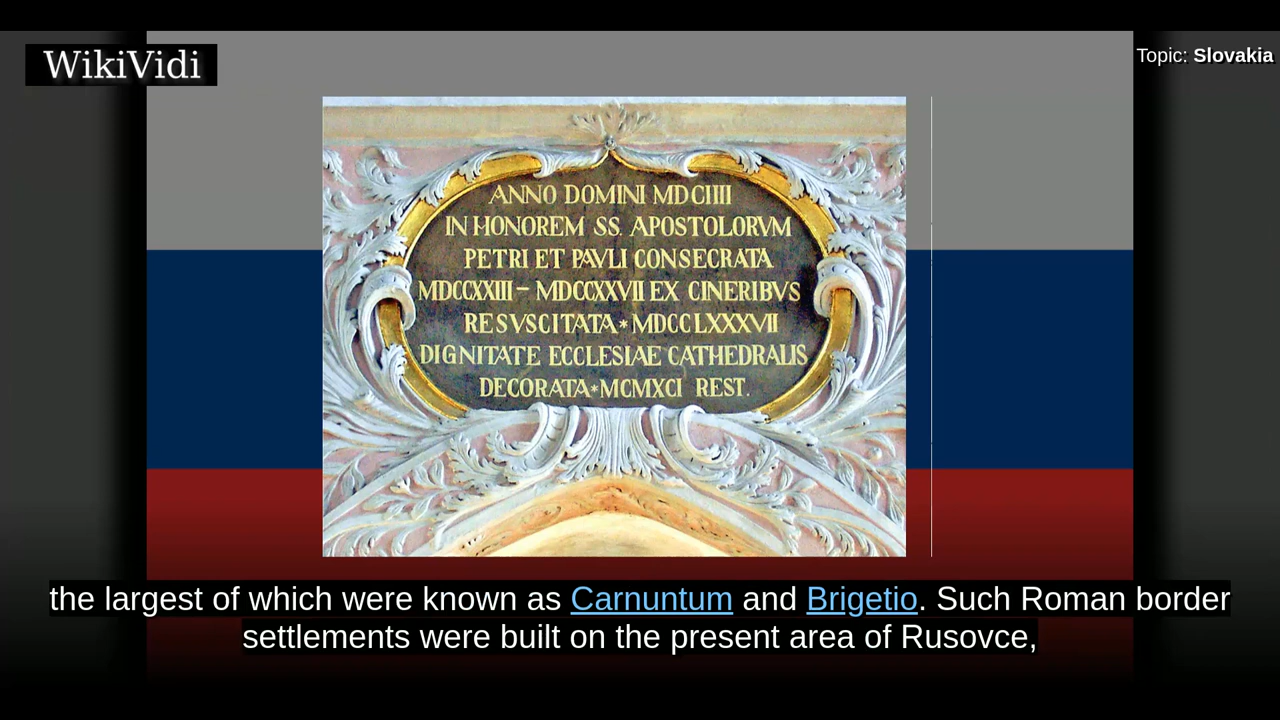 WikiVidi
Topic: Slovakia
ANNO DOMINI MDCIIII
IN HONOREM SS. APOSTOLORVM
PETRI ET PAVLI CONSECRATA
MDCCXXIII – MDCCXXVII EX CINERIBVS
RESVSCITATA * MDCCLXXXVII
DIGNITATE ECCLESIAE CATHEDRALIS
DECORATA * MCMXCI REST.
the largest of which were known as Carnuntum and Brigetio. Such Roman border
settlements were built on the present area of Rusovce,